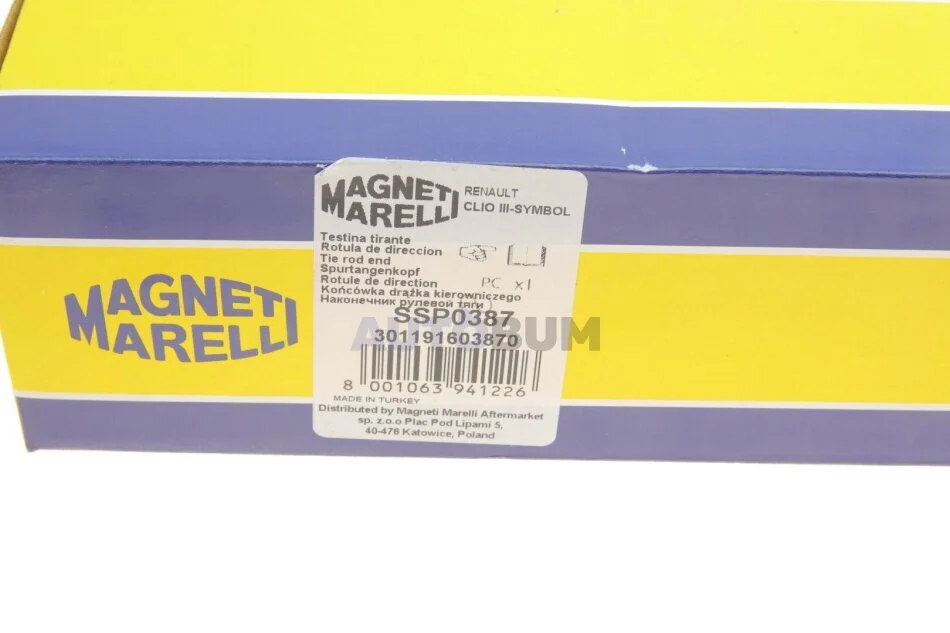 MAGNETI
MARELLI
RENAULT
CLIO III-SYMBOL
Testina tirante
Rotula de direccion
Tie rod end
Spurtangenkopf
Rotule de direction
Końcówka drążka kierowniczego
Наконечник рулевой тяги
PC x1
SSP0387
301191603870
AUTOBUM
8 001063 941226
MADE IN TURKEY
Distributed by Magneti Marelli Aftermarket
sp. z.o.o Plac Pod Lipami 5,
40-476 Katowice, Poland
MAGNETI
MARELLI